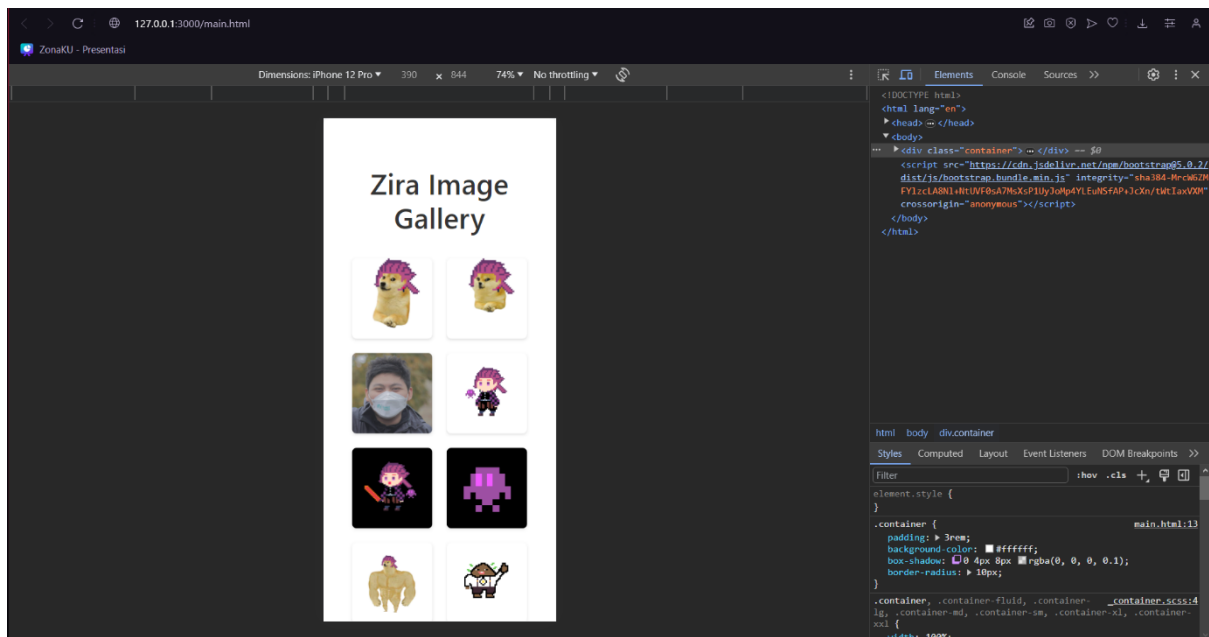 127.0.0.1:3000/main.html
ZonaKU - Presentasi
Dimensions: iPhone 12 Pro ▼ 390 × 844 74% ▼ No throttling ▼
Elements Console Sources >>
<!DOCTYPE html>
<html lang="en">
▶ <head> ⋯ </head>
▼ <body>
⋯ ▶ <div class="container"> ⋯ </div> == $0
<script src="https://cdn.jsdelivr.net/npm/bootstrap@5.0.2/
dist/js/bootstrap.bundle.min.js" integrity="sha384-MrcW6ZM
FYlzcLA8Nl+NtUVF0sA7MsXsP1UyJoMp4YLEuNSfAP+JcXn/tWtIaxVXM"
crossorigin="anonymous"></script>
</body>
</html>
Zira Image
Gallery
html body div.container
Styles Computed Layout Event Listeners DOM Breakpoints >>
Filter :hov .cls
element.style {
}
.container { main.html:13
padding: ▶ 3rem;
background-color: #ffffff;
box-shadow: 0 4px 8px rgba(0, 0, 0, 0.1);
border-radius: ▶ 10px;
}
.container, .container-fluid, .container- _container.scss:4
lg, .container-md, .container-sm, .container-xl, .container-
xxl {
width: 100%;